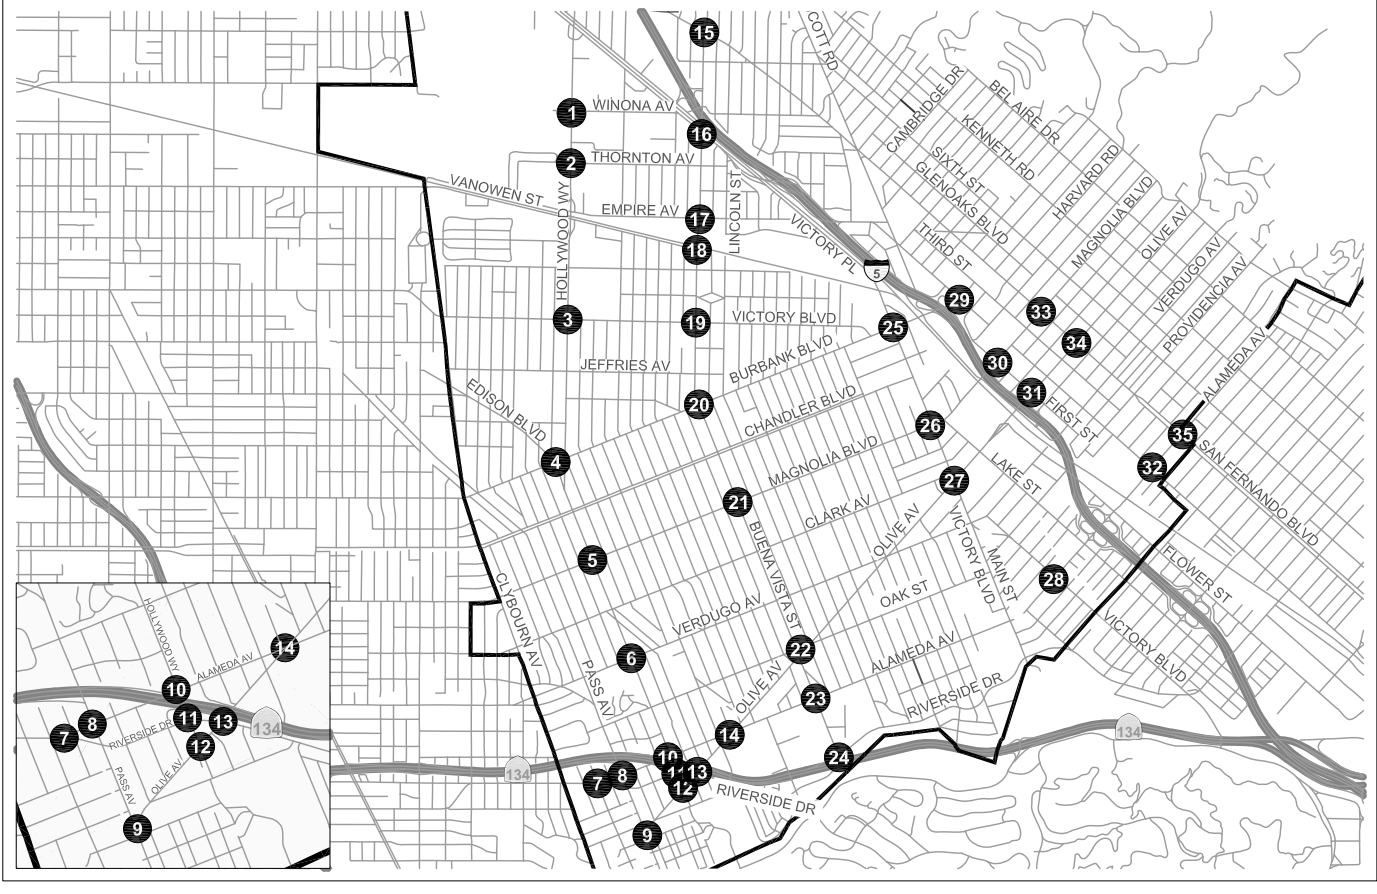 15
COTT RD
BEL AIRE DR
CAMBRIDGE DR
1
WINONA AV
KENNETH RD
16
HARVARD RD
2
THORNTON AV
SIXTH ST
GLENOAKS BLVD
MAGNOLIA BLVD
VANOWEN ST
HOLLYWOOD WY
EMPIRE AV
17
LINCOLN ST
VICTORY PL
OLIVE AV
18
THIRD ST
VERDUGO AV
5
PROVIDENCIA AV
29
33
3
19
VICTORY BLVD
25
34
JEFFRIES AV
BURBANK BLVD
30
ALAMEDA AV
EDISON BLVD
20
CHANDLER BLVD
31
FIRST ST
26
35
4
MAGNOLIA BLVD
32
SAN FERNANDO BLVD
LAKE ST
27
21
CLARK AV
OLIVE AV
VICTORY BLVD
BUENA VISTA ST
5
MAIN ST
28
FLOWER ST
CLYBOURN AV
OAK ST
VERDUGO AV
VICTORY BLVD
6
22
ALAMEDA AV
PASS AV
OLIVE AV
23
RIVERSIDE DR
14
134
10
24
134
7
8
11
13
12
RIVERSIDE DR
9
HOLLYWOOD WY
14
ALAMEDA AV
10
8
11
13
7
RIVERSIDE DR
134
12
PASS AV
OLIVE AV
9